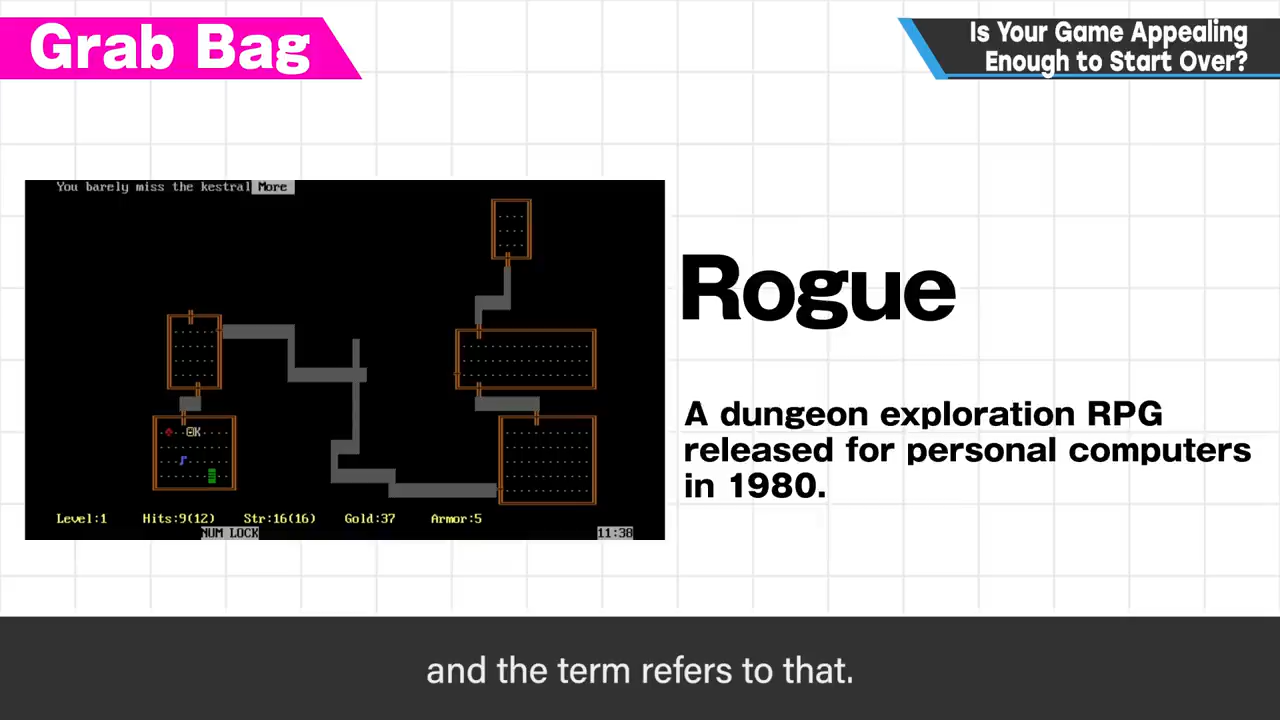 Grab Bag
Is Your Game Appealing
Enough to Start Over?
You barely miss the kestral More
Rogue
A dungeon exploration RPG
released for personal computers
in 1980.
Level:1 Hits:9(12) Str:16(16) Gold:37 Armor:5
NUM LOCK 11:38
and the term refers to that.